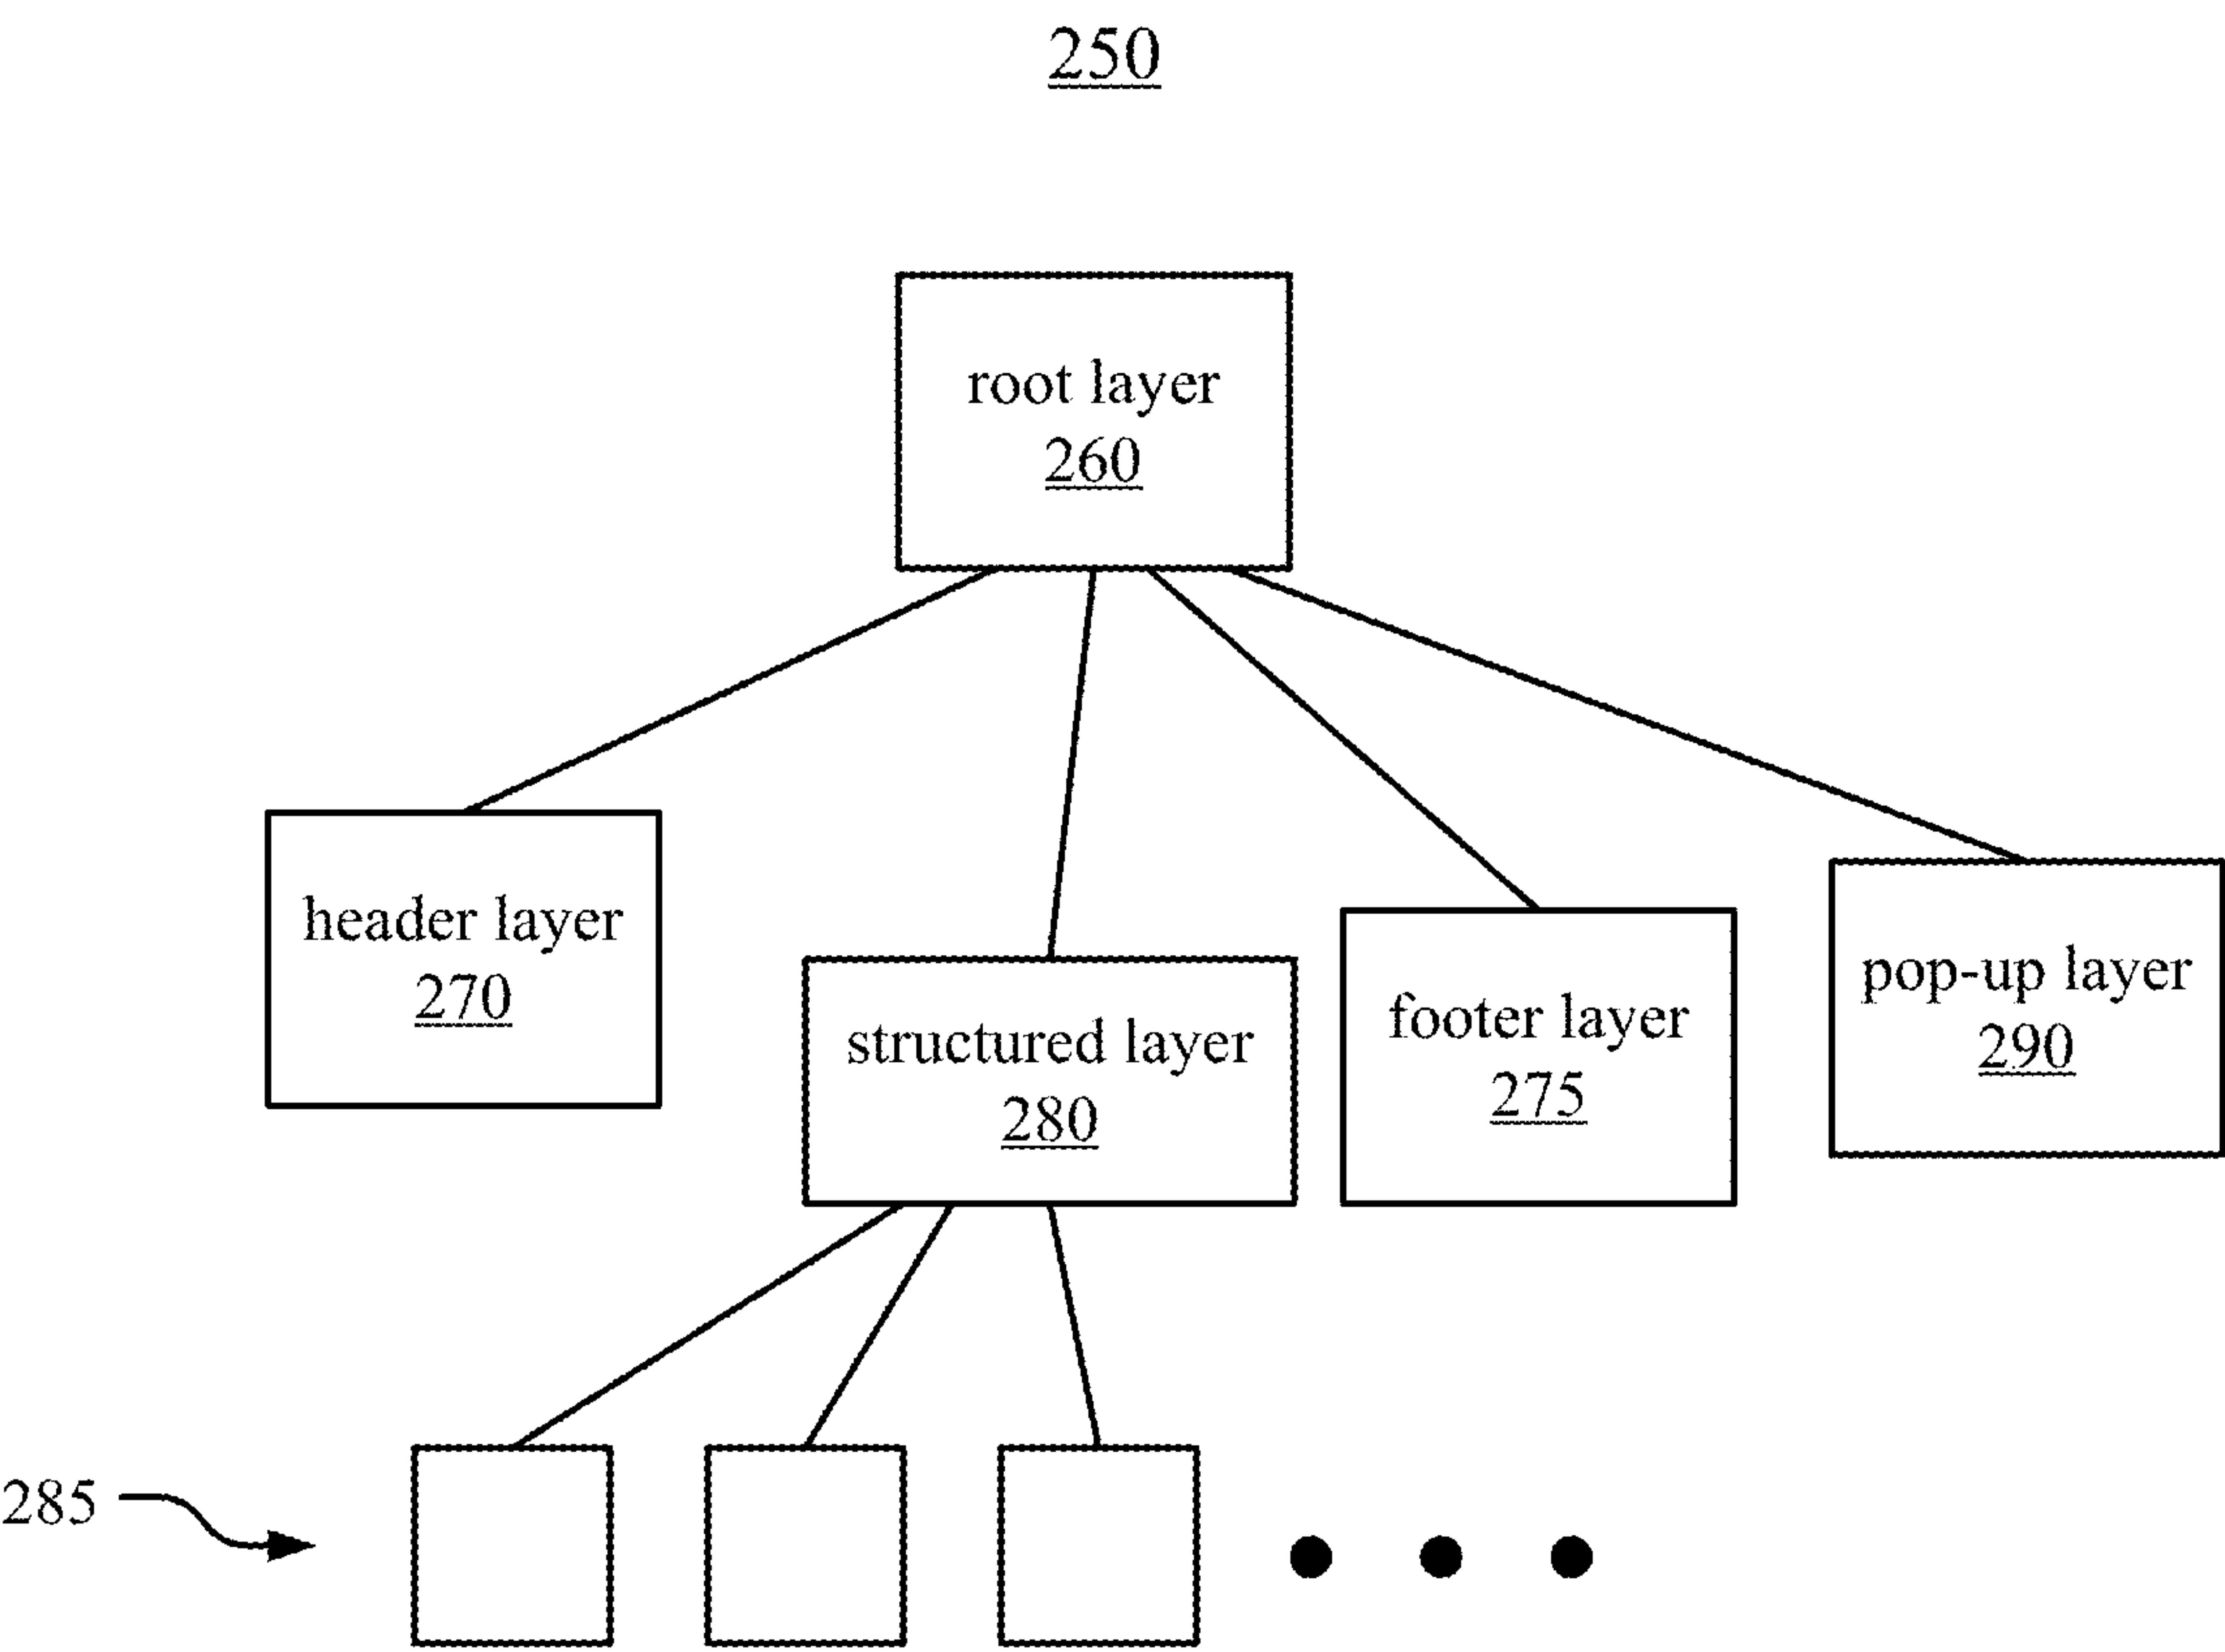 250
root layer
260
header layer
270
structured layer
280
footer layer
275
pop-up layer
290
285